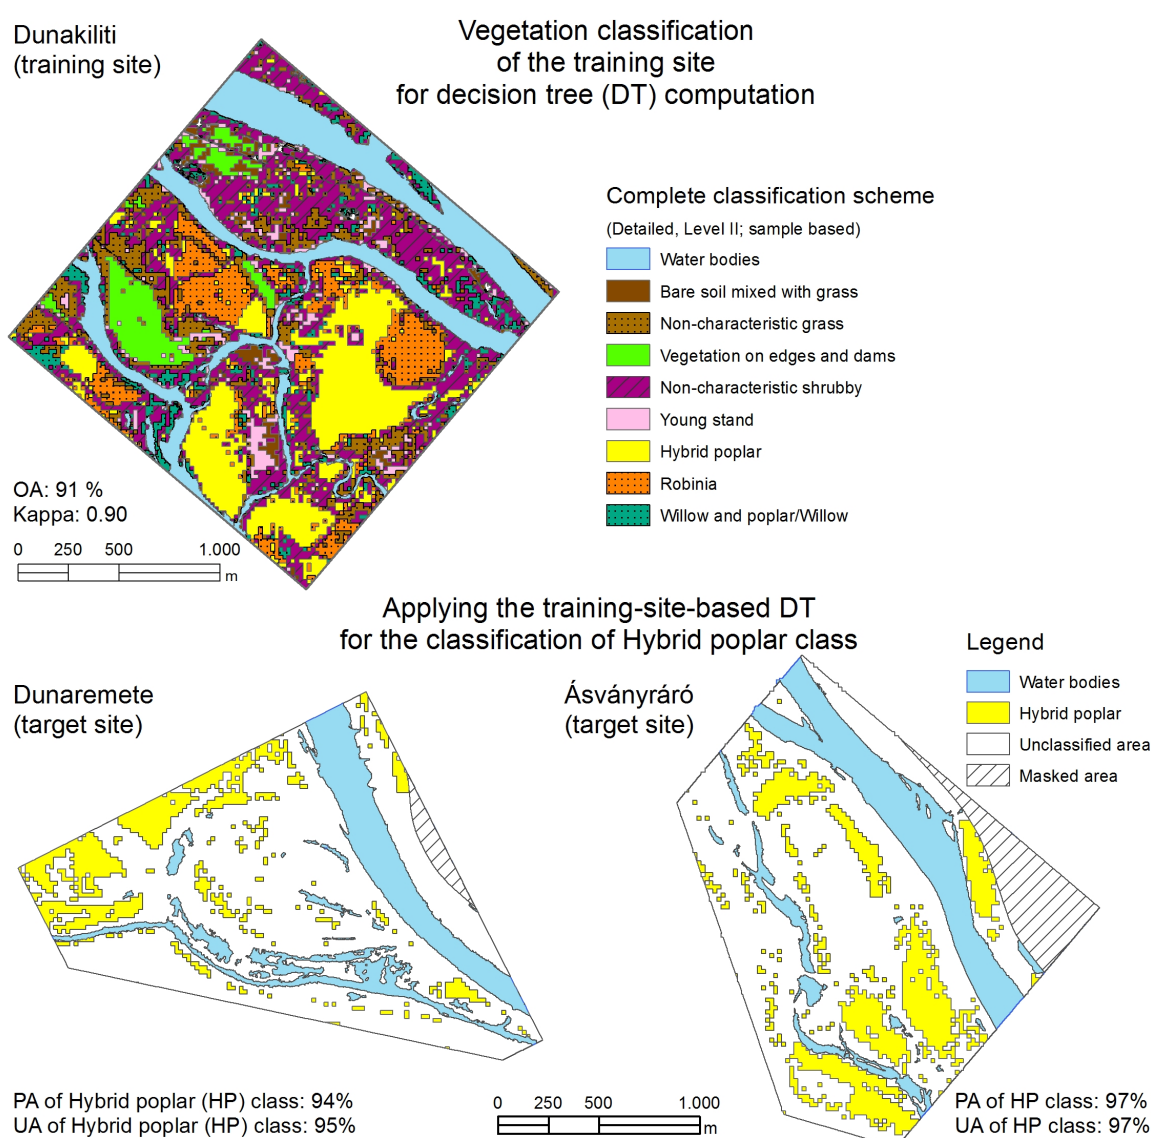 Dunakiliti
(training site)
Vegetation classification
of the training site
for decision tree (DT) computation
Complete classification scheme
(Detailed, Level II; sample based)
Water bodies
Bare soil mixed with grass
Non-characteristic grass
Vegetation on edges and dams
Non-characteristic shrubby
Young stand
Hybrid poplar
Robinia
Willow and poplar/Willow
OA: 91 %
Kappa: 0.90
0 250 500 1.000
m
Applying the training-site-based DT
for the classification of Hybrid poplar class
Dunaremete
(target site)
Ásványráró
(target site)
Legend
Water bodies
Hybrid poplar
Unclassified area
Masked area
PA of Hybrid poplar (HP) class: 94%
UA of Hybrid poplar (HP) class: 95%
0 250 500 1.000
m
PA of HP class: 97%
UA of HP class: 97%